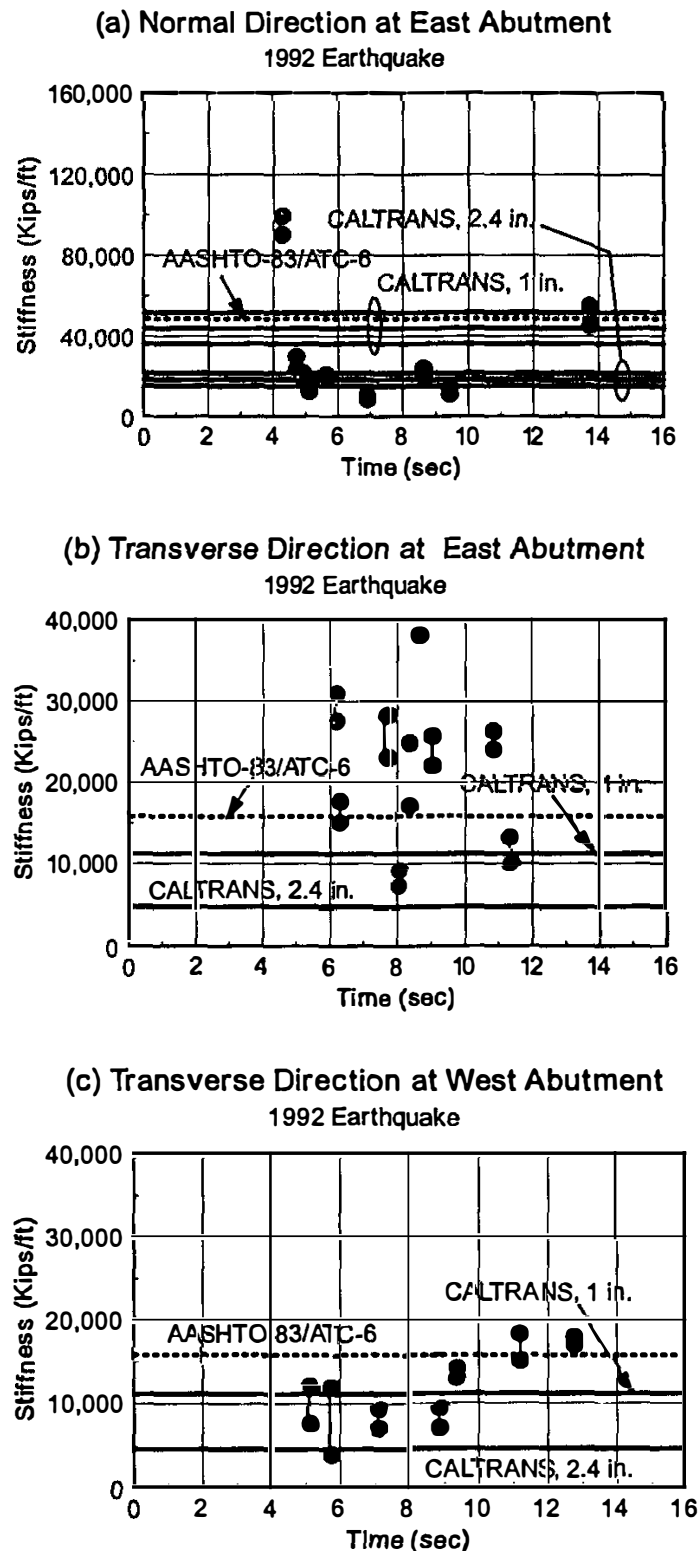 (a) Normal Direction at East Abutment
1992 Earthquake
160,000
120,000
80,000
40,000
0
Stiffness (Kips/ft)
CALTRANS, 2.4 in.
AASHTO-83/ATC-6
CALTRANS, 1 in.
0 2 4 6 8 10 12 14 16
Time (sec)
(b) Transverse Direction at East Abutment
1992 Earthquake
40,000
30,000
20,000
10,000
0
Stiffness (Kips/ft)
AASHTO-83/ATC-6
CALTRANS, 1 in.
CALTRANS, 2.4 in.
0 2 4 6 8 10 12 14 16
Time (sec)
(c) Transverse Direction at West Abutment
1992 Earthquake
40,000
30,000
20,000
10,000
0
Stiffness (Kips/ft)
CALTRANS, 1 in.
AASHTO 83/ATC-6
CALTRANS, 2.4 in.
0 2 4 6 8 10 12 14 16
Time (sec)